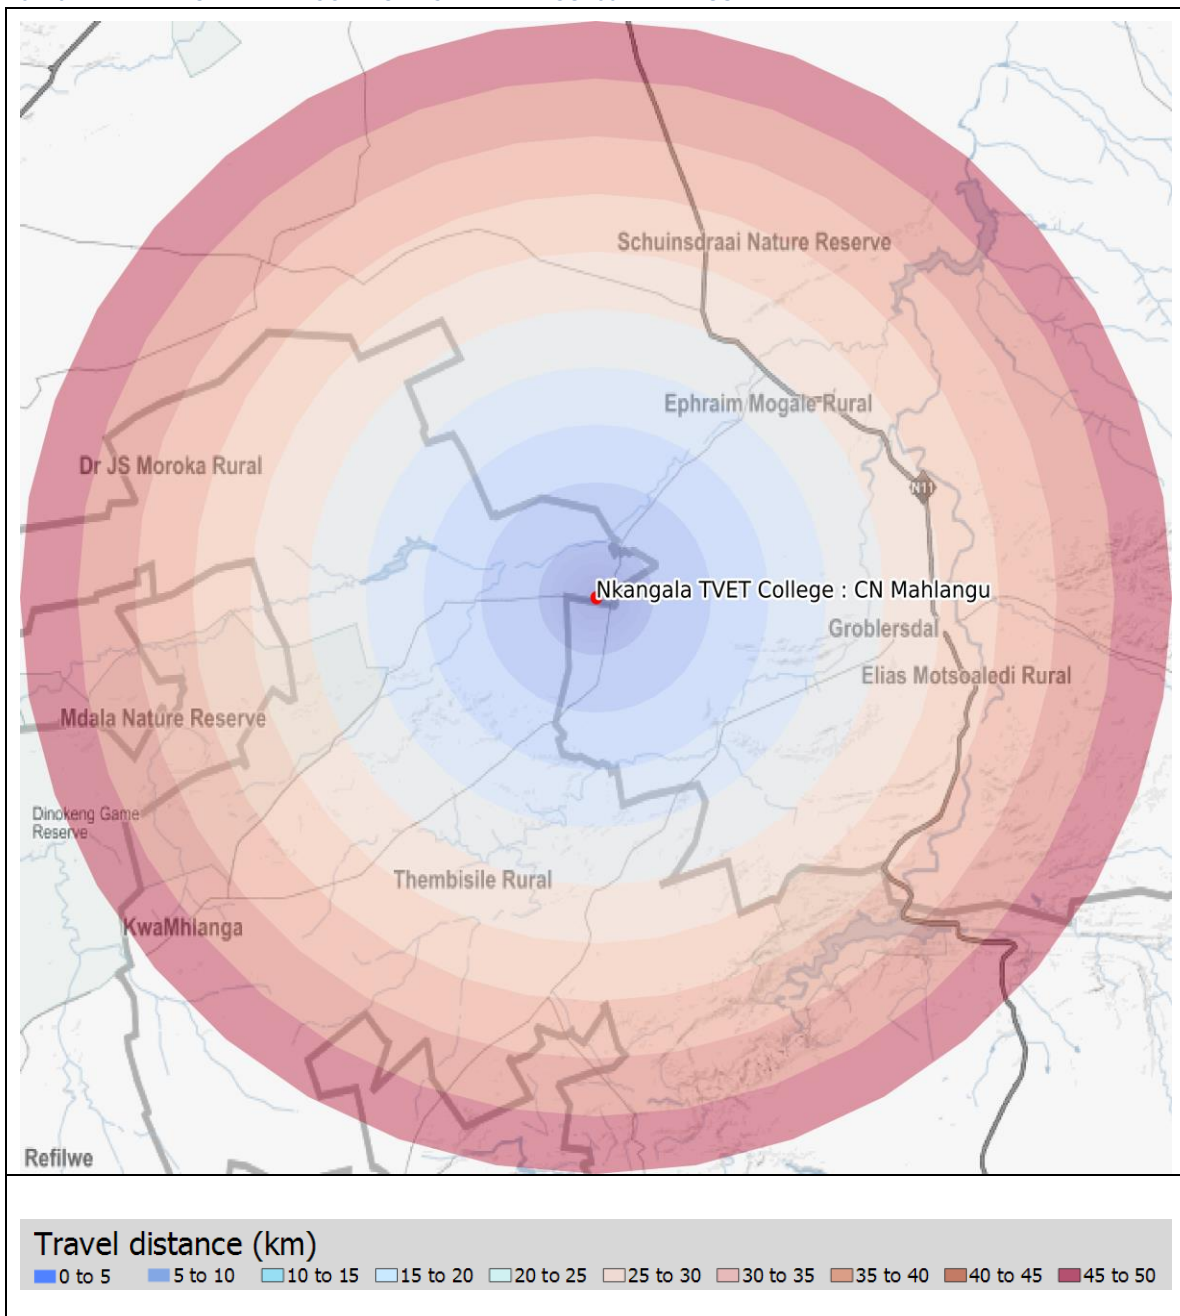 Schuinsdraai Nature Reserve
Ephraim Mogale Rural
Dr JS Moroka Rural
N11
Nkangala TVET College : CN Mahlangu
Groblersdal
Elias Motsoaledi Rural
Mdala Nature Reserve
Dinokeng Game
Reserve
Thembisile Rural
KwaMhlanga
Refilwe
Travel distance (km)
0 to 5 5 to 10 10 to 15 15 to 20 20 to 25 25 to 30 30 to 35 35 to 40 40 to 45 45 to 50